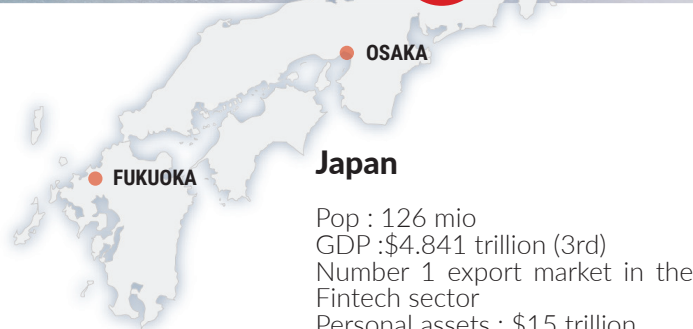 OSAKA
FUKUOKA
Japan
Pop : 126 mio
GDP :$4.841 trillion (3rd)
Number 1 export market in the
Fintech sector
Personal assets : $15 trillion